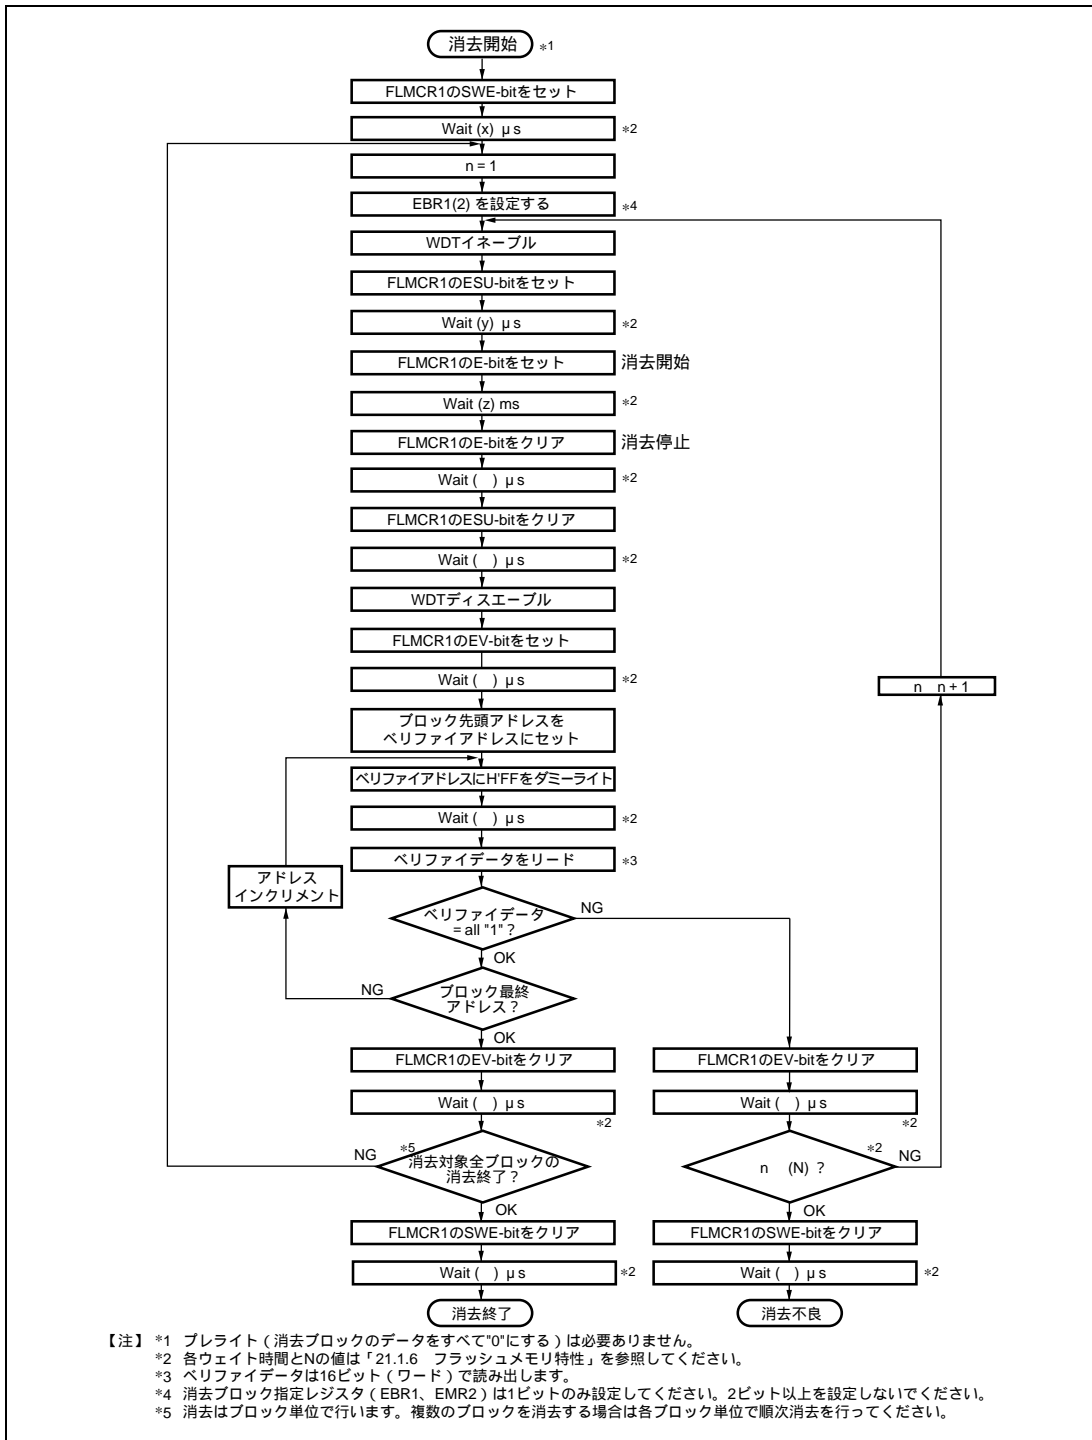 消去開始 *1
FLMCR1のSWE-bitをセット
Wait (x) μs *2
n = 1
EBR1(2) を設定する *4
WDTイネーブル
FLMCR1のESU-bitをセット
Wait (y) μs *2
FLMCR1のE-bitをセット 消去開始
Wait (z) ms *2
FLMCR1のE-bitをクリア 消去停止
Wait (　) μs *2
FLMCR1のESU-bitをクリア
Wait (　) μs *2
WDTディスエーブル
FLMCR1のEV-bitをセット
Wait (　) μs *2
n　n + 1
ブロック先頭アドレスを
ベリファイアドレスにセット
ベリファイアドレスにH'FFをダミーライト
Wait (　) μs *2
ベリファイデータをリード *3
アドレス
インクリメント
ベリファイデータ
= all "1" ?
NG
OK
ブロック最終
アドレス？
NG
OK
FLMCR1のEV-bitをクリア
Wait (　) μs
*2
*5
消去対象全ブロックの
消去終了？
NG
OK
FLMCR1のSWE-bitをクリア
Wait (　) μs *2
消去終了
FLMCR1のEV-bitをクリア
Wait (　) μs
*2
*2
n　(N) ?
NG
OK
FLMCR1のSWE-bitをクリア
Wait (　) μs *2
消去不良
【注】 *1 プレライト（消去ブロックのデータをすべて"0"にする）は必要ありません。
*2 各ウェイト時間とNの値は「21.1.6 フラッシュメモリ特性」を参照してください。
*3 ベリファイデータは16ビット（ワード）で読み出します。
*4 消去ブロック指定レジスタ（EBR1、EMR2）は1ビットのみ設定してください。2ビット以上を設定しないでください。
*5 消去はブロック単位で行います。複数のブロックを消去する場合は各ブロック単位で順次消去を行ってください。